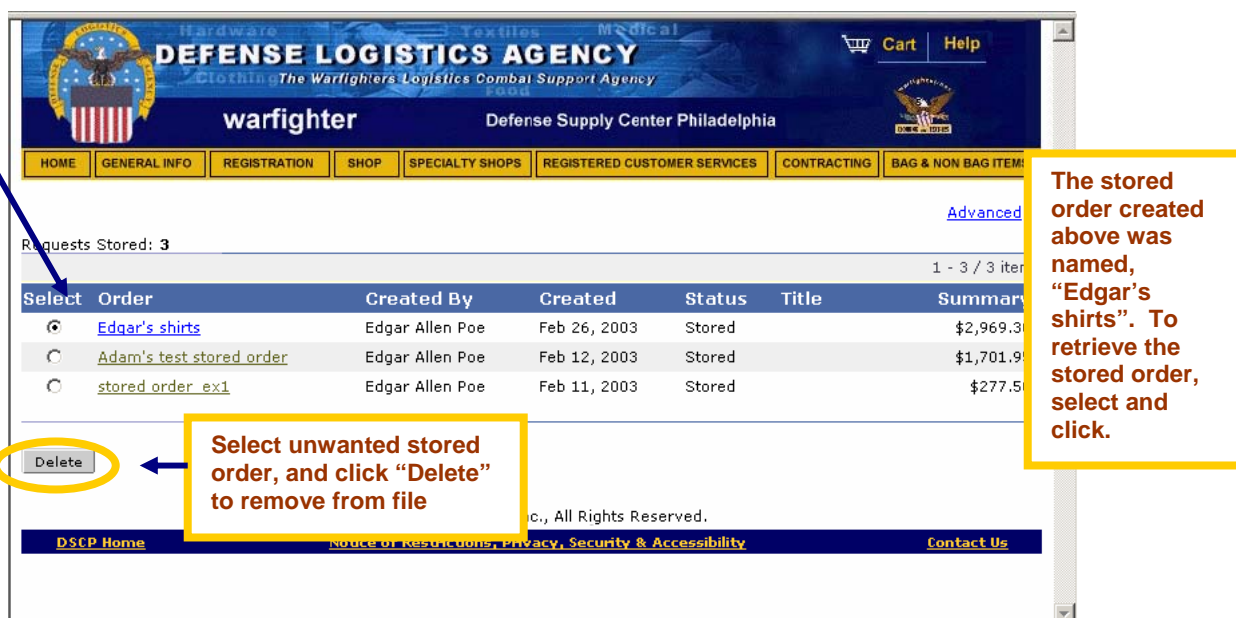 Hardware Textiles Medical
DEFENSE LOGISTICS AGENCY
Clothing The Warfighters Logistics Combat Support Agency
Food
Cart Help
warfighter Defense Supply Center Philadelphia
HOME GENERAL INFO REGISTRATION SHOP SPECIALTY SHOPS REGISTERED CUSTOMER SERVICES CONTRACTING BAG & NON BAG ITEMS
Advanced
Requests Stored: 3
1 - 3 / 3 item
Select Order Created By Created Status Title Summary
Edgar's shirts Edgar Allen Poe Feb 26, 2003 Stored $2,969.30
Adam's test stored order Edgar Allen Poe Feb 12, 2003 Stored $1,701.9
stored order_ex1 Edgar Allen Poe Feb 11, 2003 Stored $277.50
Delete
Select unwanted stored
order, and click “Delete”
to remove from file
The stored
order created
above was
named,
“Edgar’s
shirts”. To
retrieve the
stored order,
select and
click.
c., All Rights Reserved.
DSCP Home Notice of Restrictions, Privacy, Security & Accessibility Contact Us